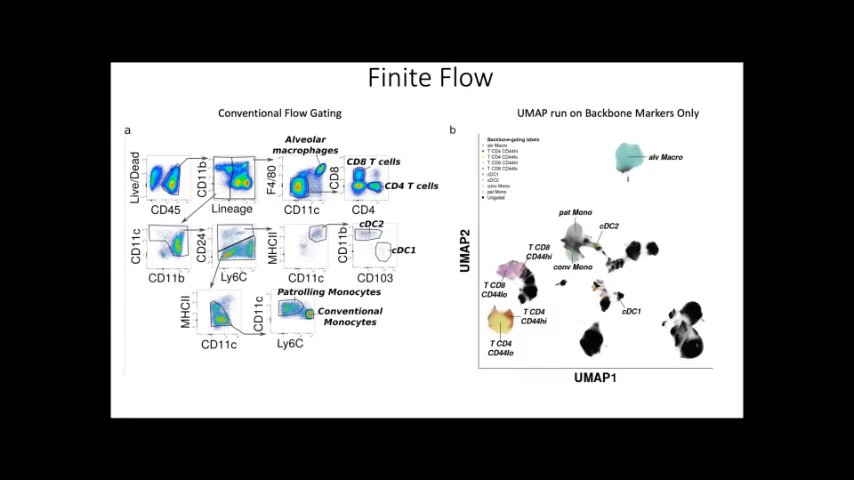 Finite Flow
Conventional Flow Gating
UMAP run on Backbone Markers Only
a
Live/Dead
CD45
CD11b
Lineage
F4/80
CD11c
Alveolar
macrophages
CD8
CD4
CD8 T cells
CD4 T cells
CD11c
CD11b
CD24
Ly6C
MHCII
CD11c
CD11b
CD103
cDC2
cDC1
MHCII
CD11c
CD11c
Ly6C
Patrolling Monocytes
Conventional
Monocytes
b
Backbone-gating labels
alv Macro
T CD4 CD44hi
T CD4 CD44lo
T CD8 CD44hi
T CD8 CD44lo
cDC1
cDC2
conv Mono
pat Mono
Ungated
alv Macro
pat Mono
cDC2
T CD8
CD44hi
conv Mono
T CD8
CD44lo
T CD4
CD44hi
cDC1
T CD4
CD44lo
UMAP2
UMAP1